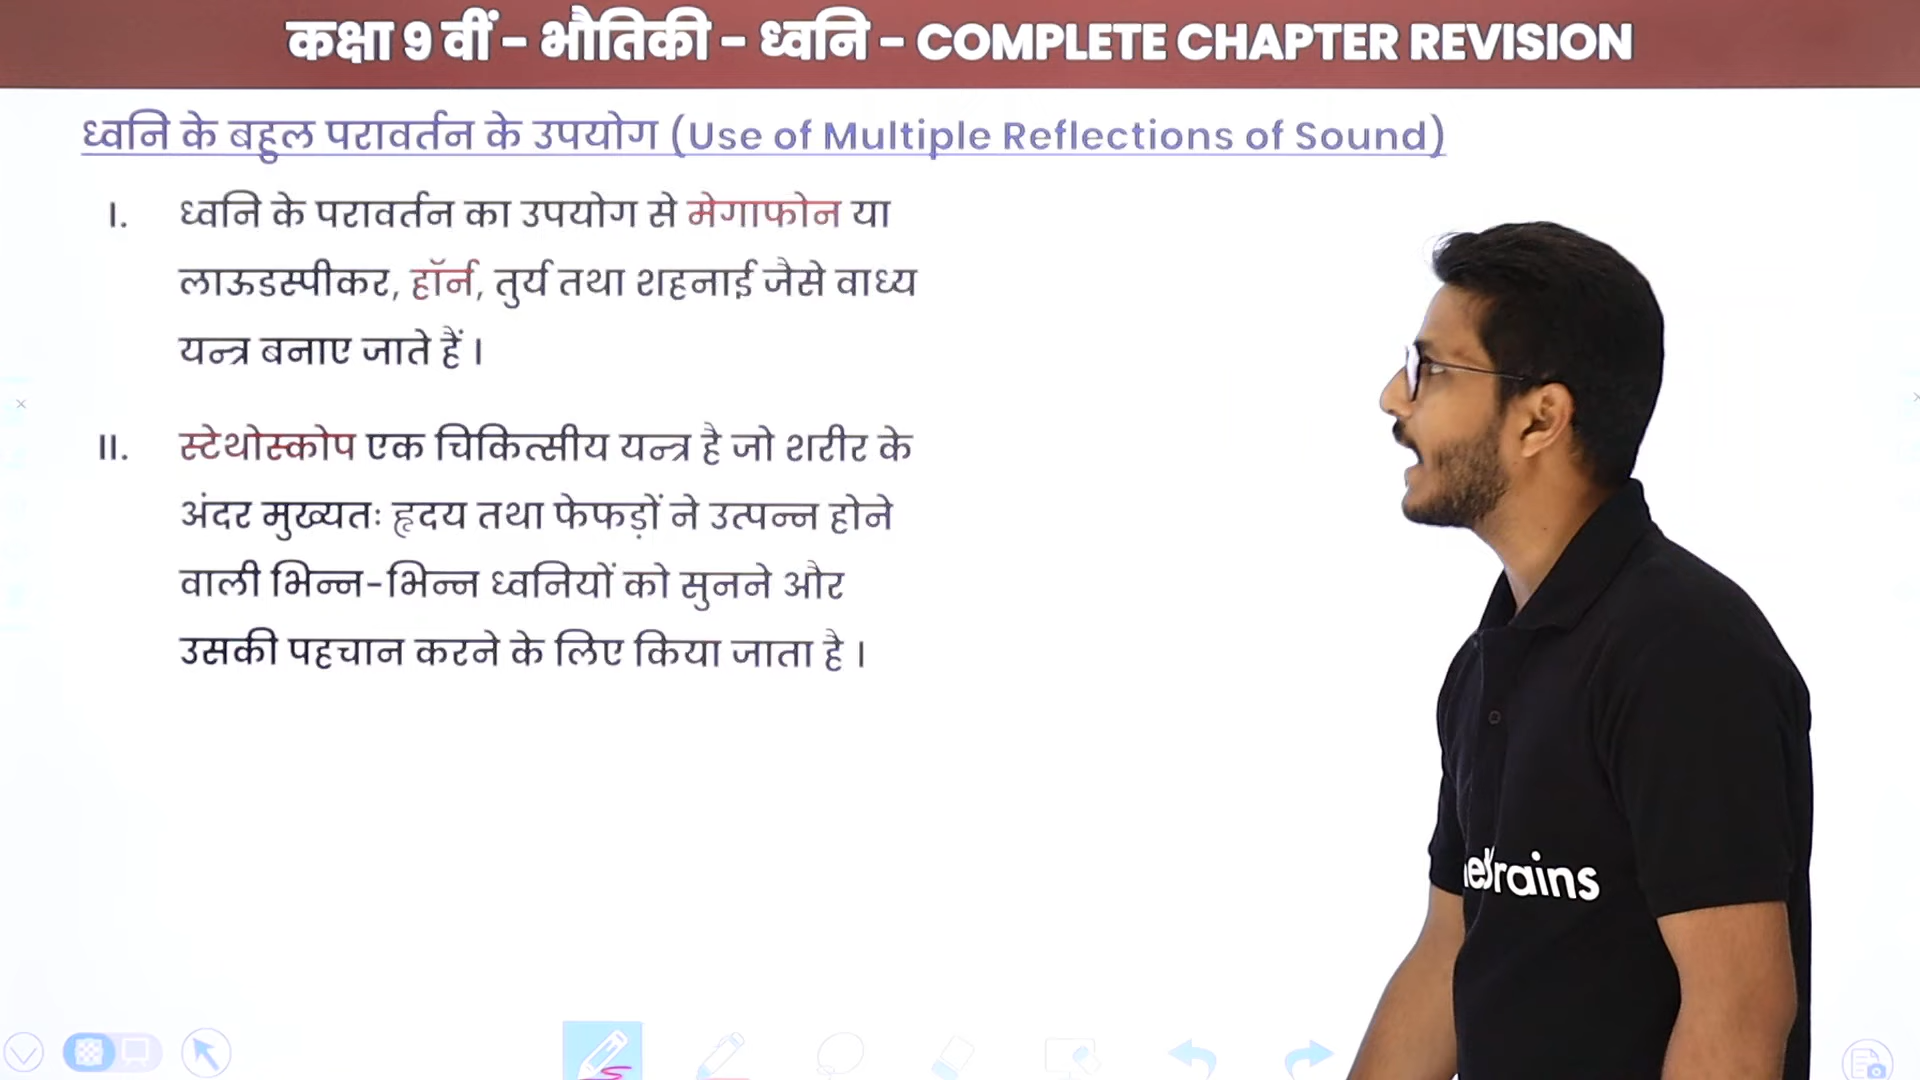 कक्षा 9 वीं - भौतिकी - ध्वनि - COMPLETE CHAPTER REVISION
ध्वनि के बहुल परावर्तन के उपयोग (Use of Multiple Reflections of Sound)
I. ध्वनि के परावर्तन का उपयोग से मेगाफोन या
लाऊडस्पीकर, हॉर्न, तुर्य तथा शहनाई जैसे वाध्य
यन्त्र बनाए जाते हैं ।
II. स्टेथोस्कोप एक चिकित्सीय यन्त्र है जो शरीर के
अंदर मुख्यतः हृदय तथा फेफड़ों ने उत्पन्न होने
वाली भिन्न-भिन्न ध्वनियों को सुनने और
उसकी पहचान करने के लिए किया जाता है ।